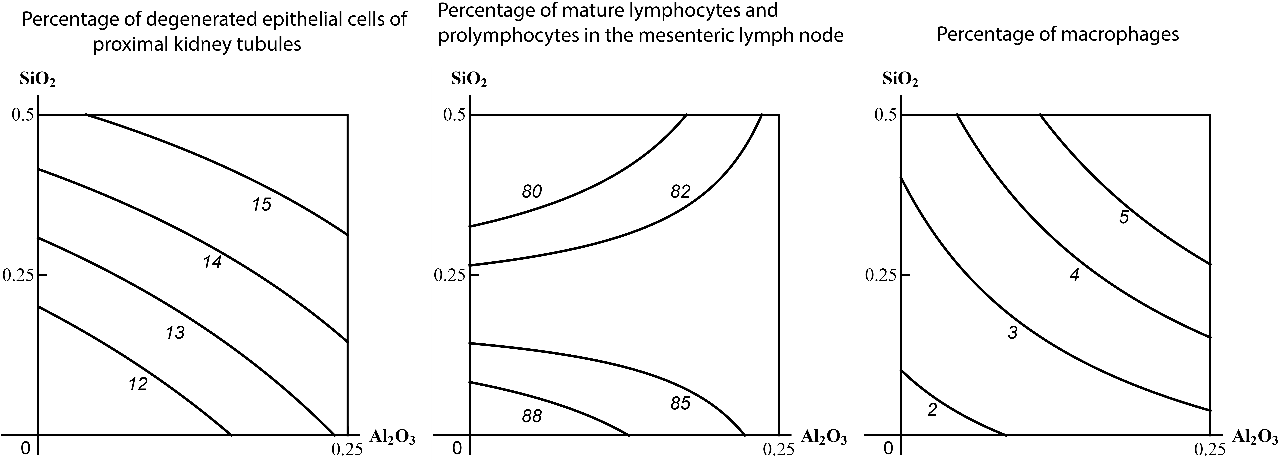 Percentage of degenerated epithelial cells of
proximal kidney tubules
SiO₂
0.5
0.25
0
0,25
Al₂O₃
15
14
13
12
Percentage of mature lymphocytes and
prolymphocytes in the mesenteric lymph node
SiO₂
0.5
0.25
0
0,25
Al₂O₃
80
82
85
88
Percentage of macrophages
SiO₂
0.5
0.25
0
0.25
Al₂O₃
5
4
3
2